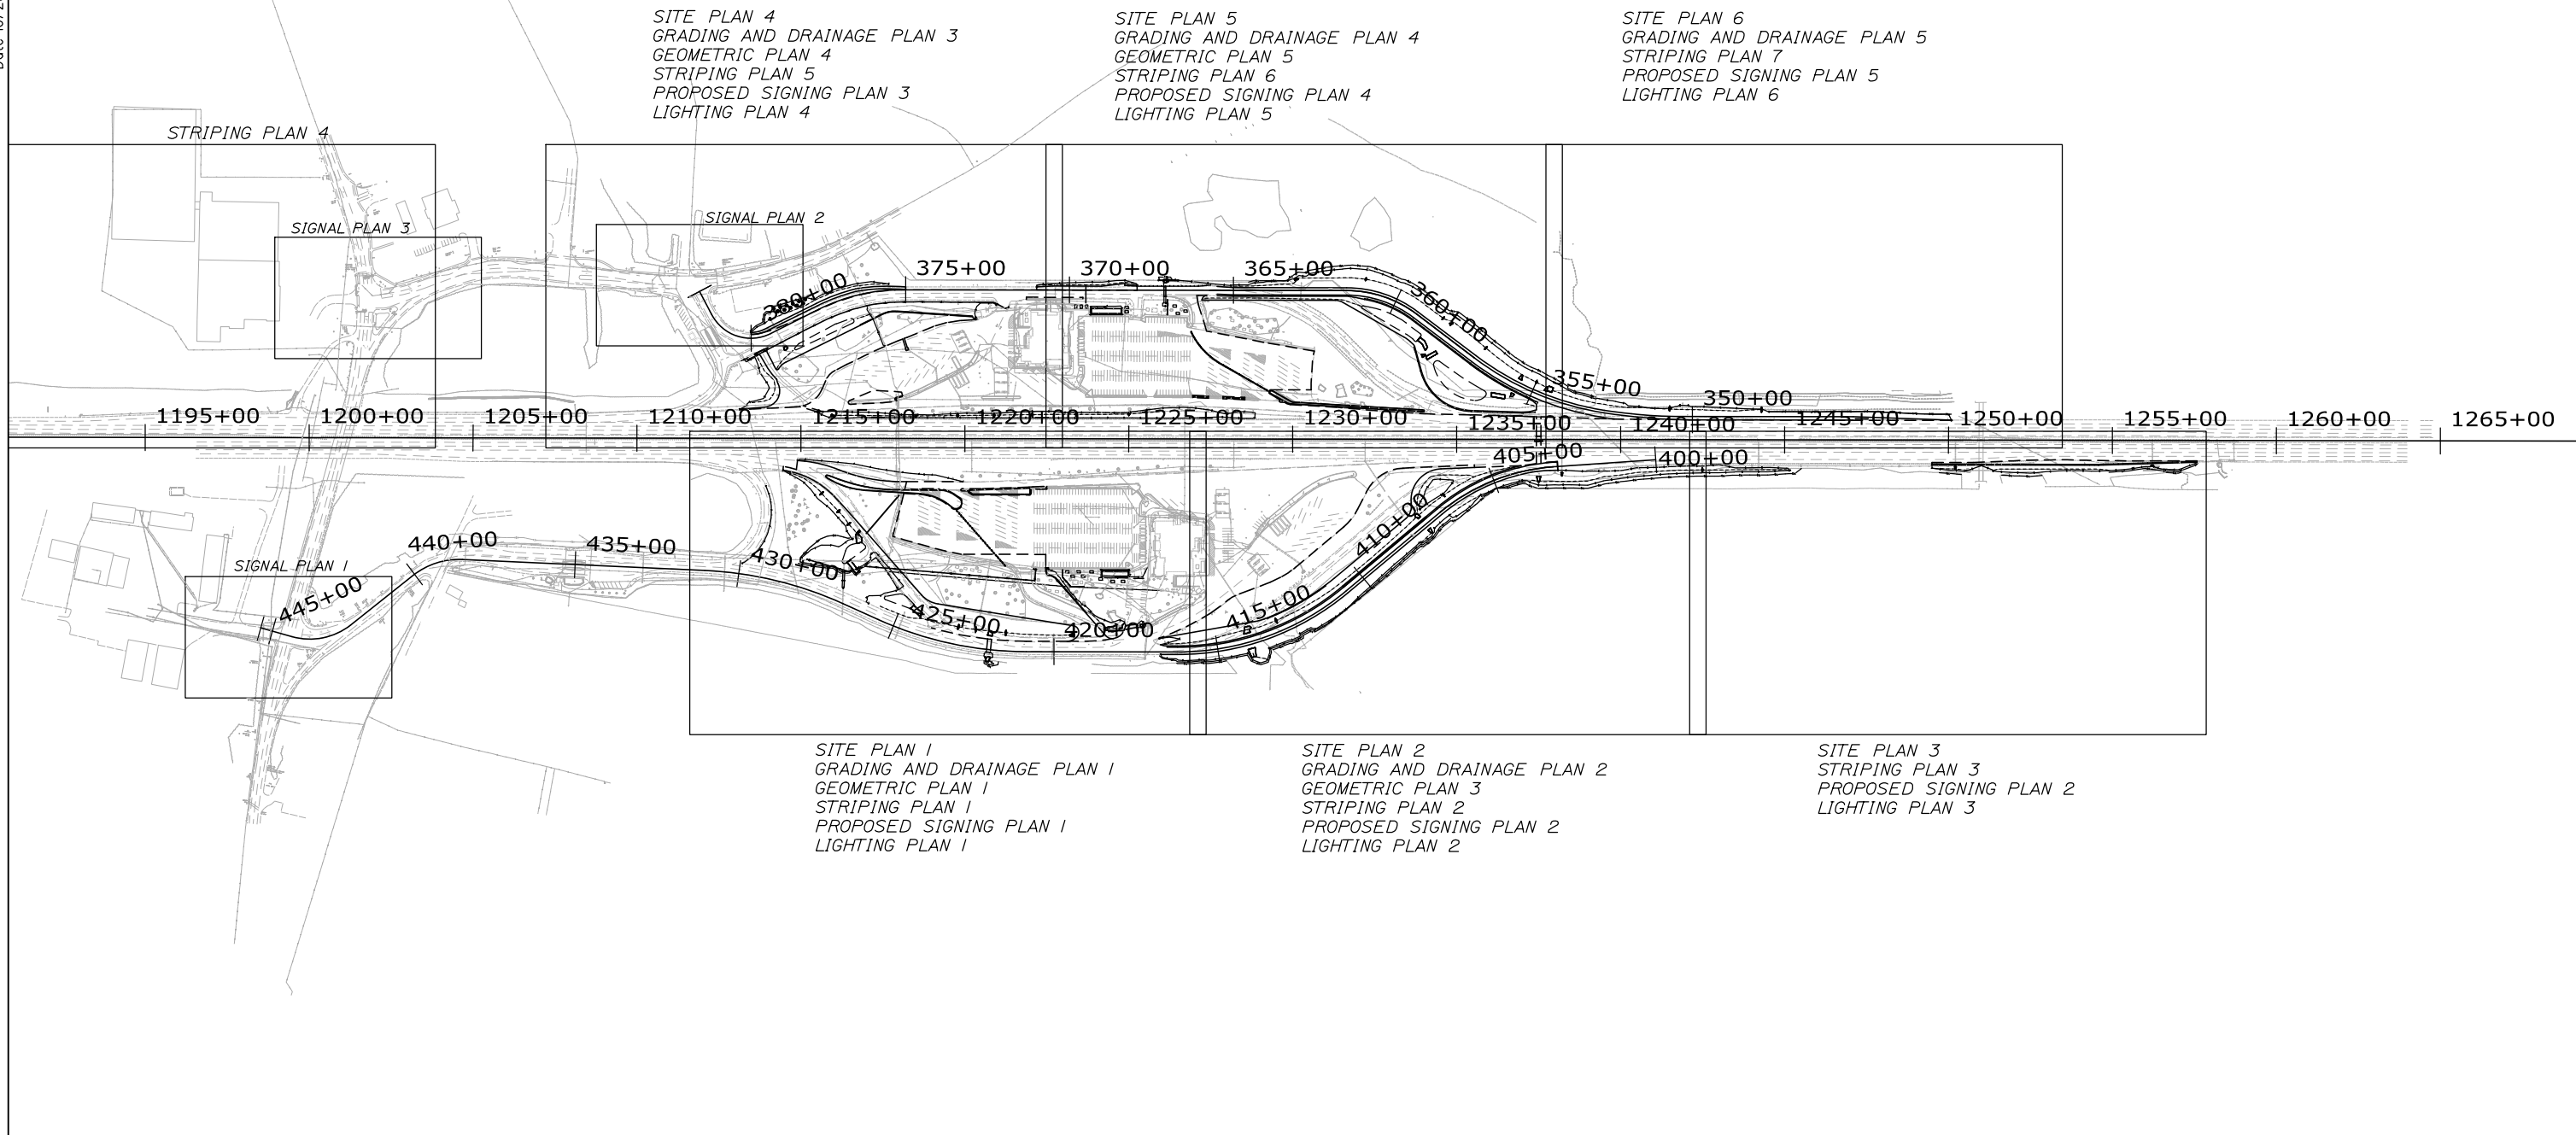 SITE PLAN 4
GRADING AND DRAINAGE PLAN 3
GEOMETRIC PLAN 4
STRIPING PLAN 5
PROPOSED SIGNING PLAN 3
LIGHTING PLAN 4
SITE PLAN 5
GRADING AND DRAINAGE PLAN 4
GEOMETRIC PLAN 5
STRIPING PLAN 6
PROPOSED SIGNING PLAN 4
LIGHTING PLAN 5
SITE PLAN 6
GRADING AND DRAINAGE PLAN 5
STRIPING PLAN 7
PROPOSED SIGNING PLAN 5
LIGHTING PLAN 6
STRIPING PLAN 4
SIGNAL PLAN 3
SIGNAL PLAN 2
380+00
375+00
370+00
365+00
360+00
355+00
350+00
1195+00
1200+00
1205+00
1210+00
1215+00
1220+00
1225+00
1230+00
1235+00
1240+00
1245+00
1250+00
1255+00
1260+00
1265+00
405+00
400+00
410+00
415+00
420+00
425+00
430+00
435+00
440+00
445+00
SIGNAL PLAN 1
SITE PLAN 1
GRADING AND DRAINAGE PLAN 1
GEOMETRIC PLAN 1
STRIPING PLAN 1
PROPOSED SIGNING PLAN 1
LIGHTING PLAN 1
SITE PLAN 2
GRADING AND DRAINAGE PLAN 2
GEOMETRIC PLAN 3
STRIPING PLAN 2
PROPOSED SIGNING PLAN 2
LIGHTING PLAN 2
SITE PLAN 3
STRIPING PLAN 3
PROPOSED SIGNING PLAN 2
LIGHTING PLAN 3